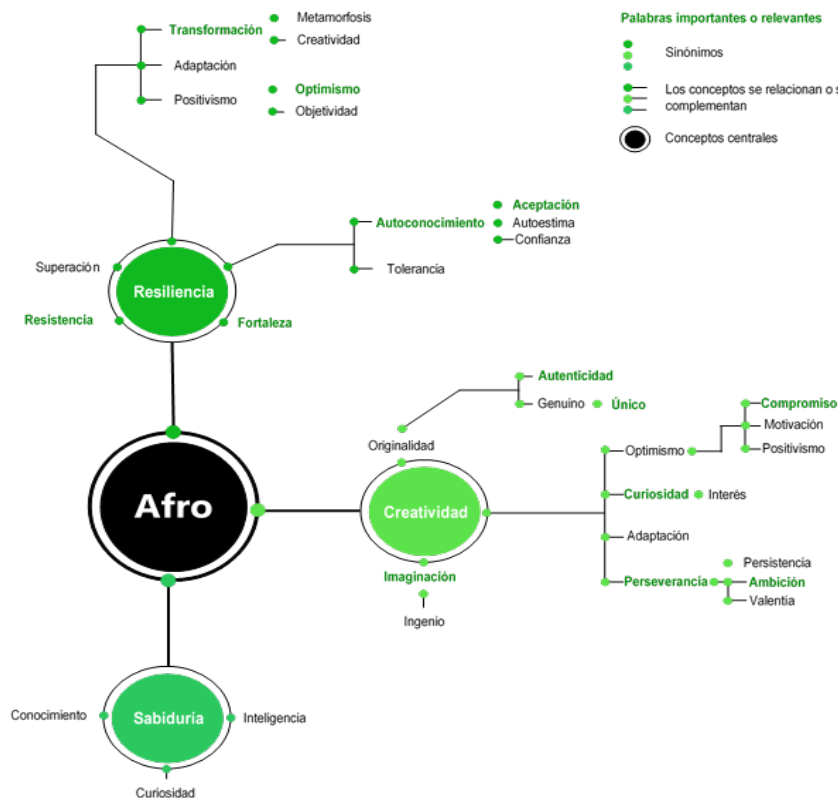 Transformación
Metamorfosis
Creatividad
Adaptación
Positivismo
Optimismo
Objetividad
Palabras importantes o relevantes
Sinónimos
Los conceptos se relacionan o s
complementan
Conceptos centrales
Superación
Resiliencia
Resistencia
Fortaleza
Autoconocimiento
Aceptación
Autoestima
Confianza
Tolerancia
Afro
Originalidad
Autenticidad
Genuino
Único
Creatividad
Imaginación
Ingenio
Optimismo
Compromiso
Motivación
Positivismo
Curiosidad
Interés
Adaptación
Perseverancia
Persistencia
Ambición
Valentia
Conocimiento
Sabiduría
Inteligencia
Curiosidad